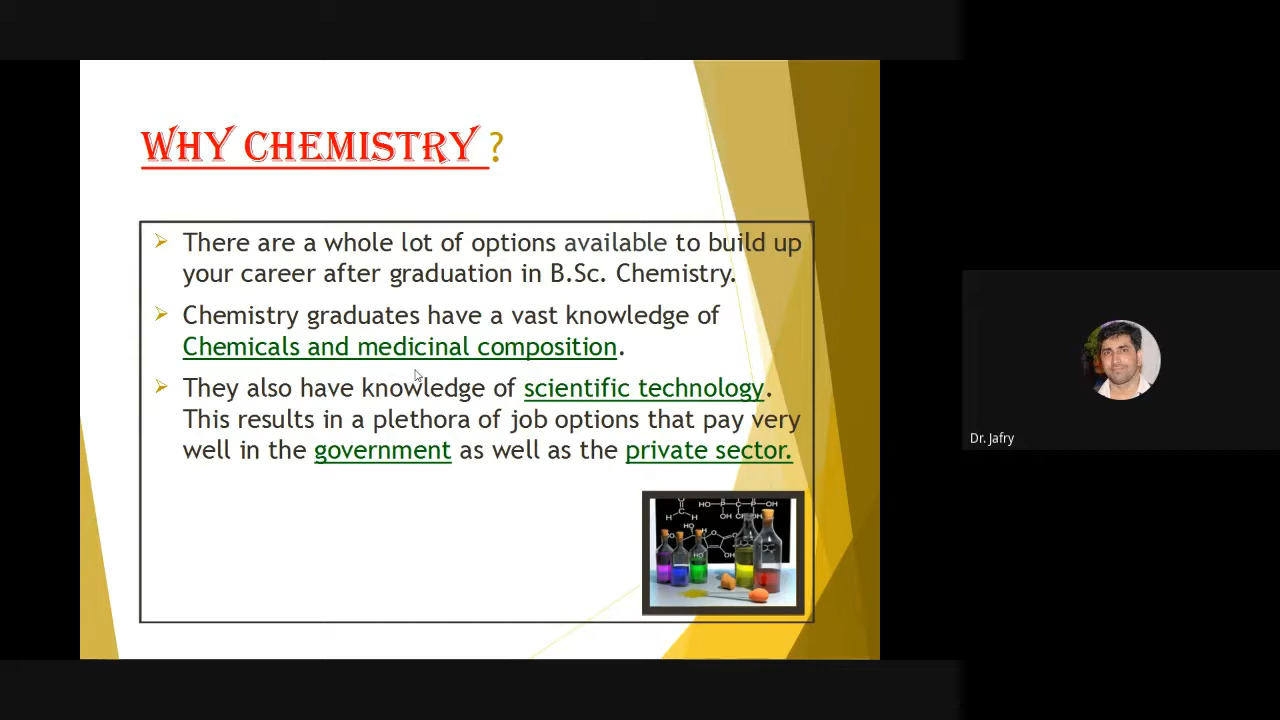 WHY CHEMISTRY ?
There are a whole lot of options available to build up
your career after graduation in B.Sc. Chemistry.
Chemistry graduates have a vast knowledge of
Chemicals and medicinal composition.
They also have knowledge of scientific technology.
This results in a plethora of job options that pay very
well in the government as well as the private sector.
Dr. Jafry